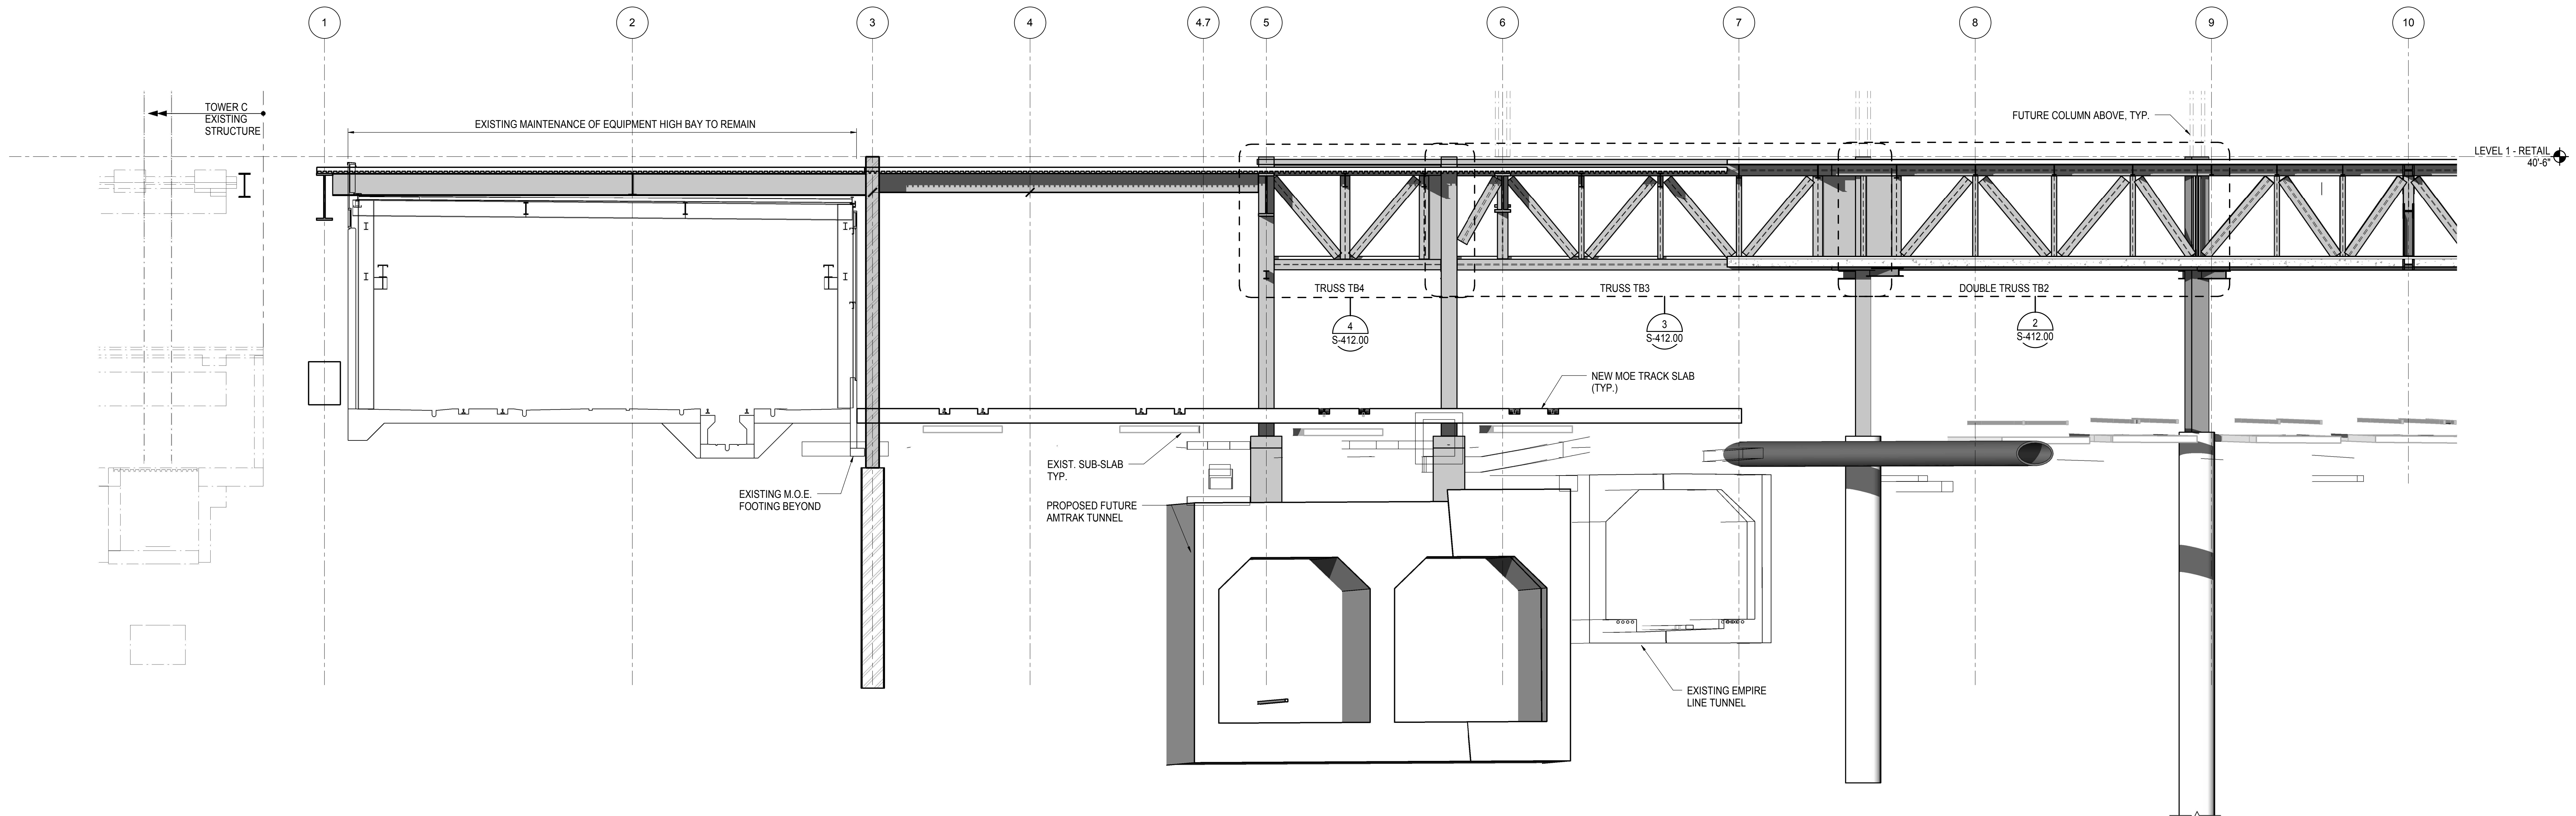 1
2
3
4
4.7
5
6
7
8
9
10
TOWER C
EXISTING
STRUCTURE
EXISTING MAINTENANCE OF EQUIPMENT HIGH BAY TO REMAIN
FUTURE COLUMN ABOVE, TYP.
LEVEL 1 - RETAIL
40'-6"
TRUSS TB4
4
S-412.00
TRUSS TB3
3
S-412.00
DOUBLE TRUSS TB2
2
S-412.00
NEW MOE TRACK SLAB
(TYP.)
EXIST. SUB-SLAB
TYP.
EXISTING M.O.E.
FOOTING BEYOND
PROPOSED FUTURE
AMTRAK TUNNEL
EXISTING EMPIRE
LINE TUNNEL